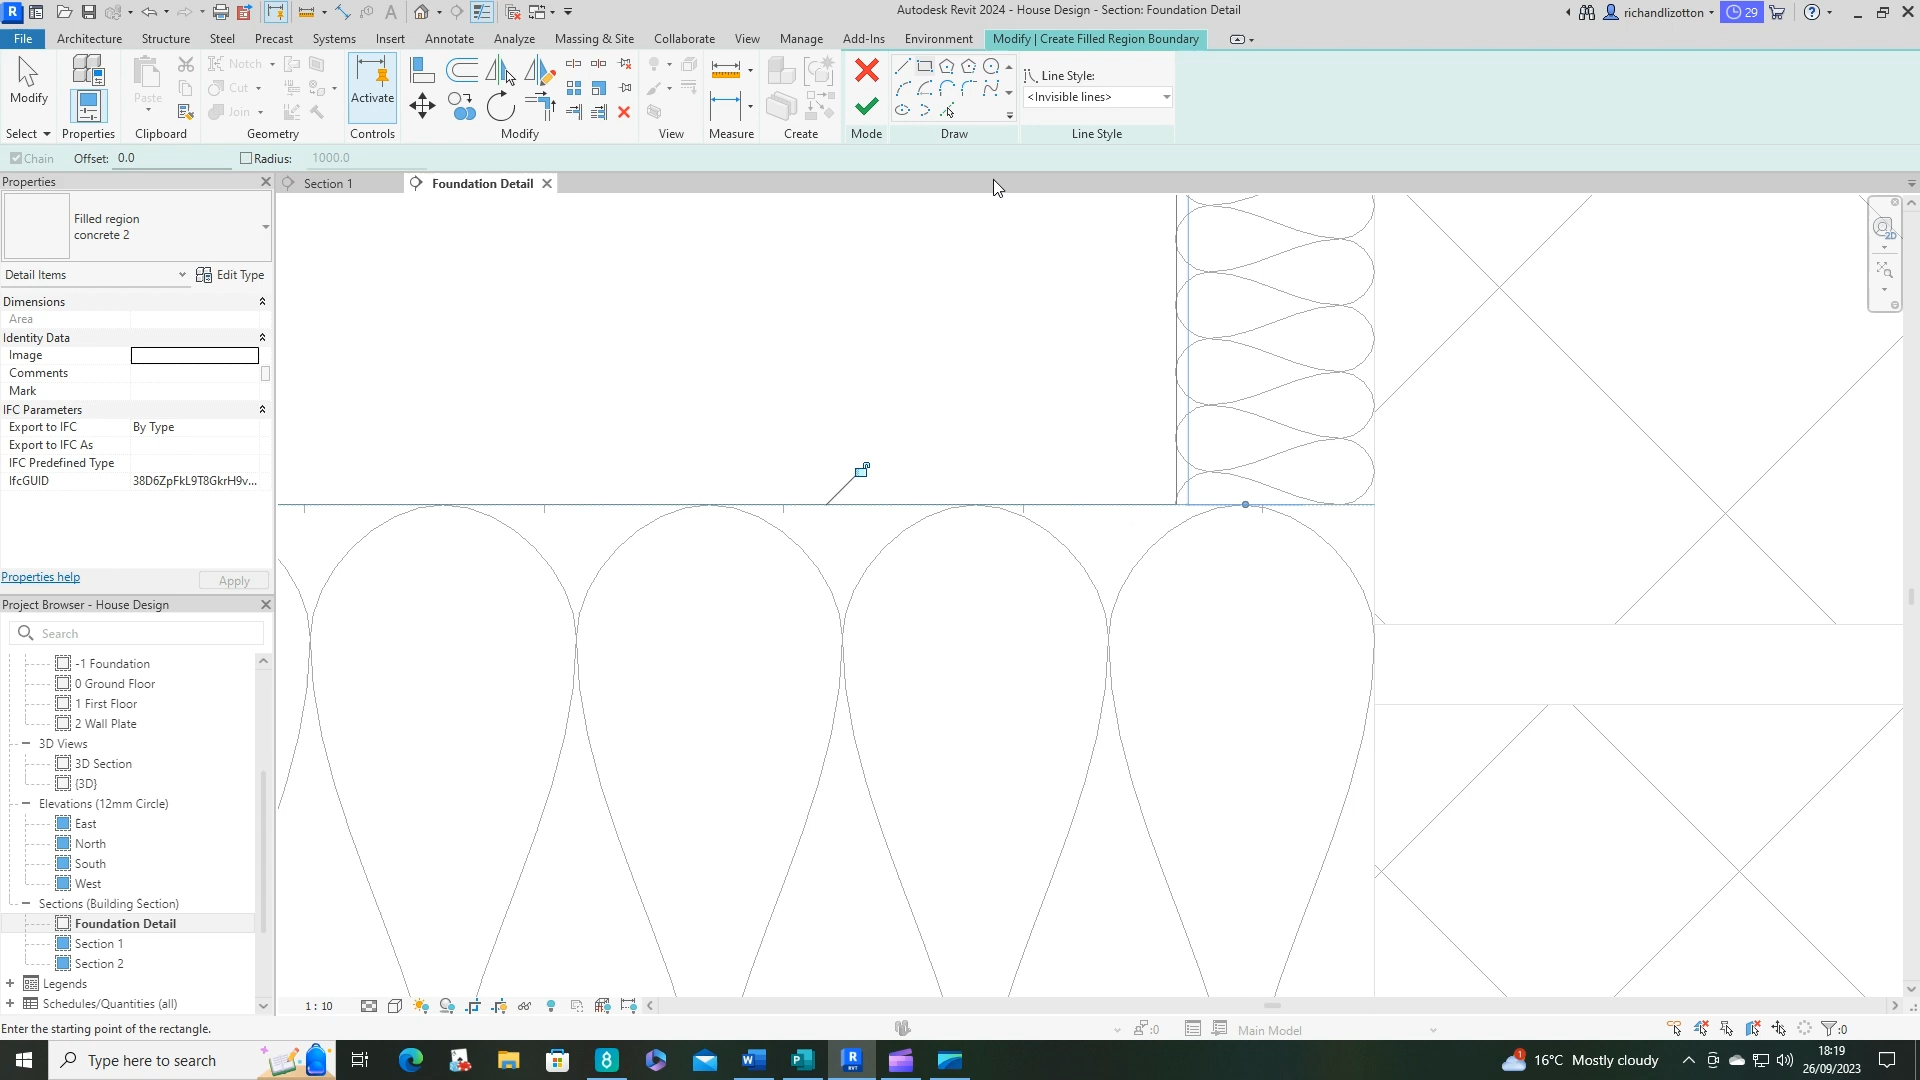 Autodesk Revit 2024 - House Design - Section: Foundation Detail
richandlizotton
29
File Architecture Structure Steel Precast Systems Insert Annotate Analyze Massing & Site Collaborate View Manage Add-Ins Environment Modify | Create Filled Region Boundary
Modify
Properties
Paste
Notch
Cut
Join
Activate
Line Style:
<Invisible lines>
Select Properties Clipboard Geometry Controls Modify View Measure Create Mode Draw Line Style
Chain Offset: 0.0 Radius: 1000.0
Properties
Section 1
Foundation Detail
Filled region
concrete 2
Detail Items
Edit Type
Dimensions
Area
Identity Data
Image
Comments
Mark
IFC Parameters
Export to IFC By Type
Export to IFC As
IFC Predefined Type
IfcGUID 38D6ZpFkL9T8GkrH9v...
Properties help
Apply
Project Browser - House Design
Search
-1 Foundation
0 Ground Floor
1 First Floor
2 Wall Plate
3D Views
3D Section
{3D}
Elevations (12mm Circle)
East
North
South
West
Sections (Building Section)
Foundation Detail
Section 1
Section 2
Legends
Schedules/Quantities (all)
1 : 10
Enter the starting point of the rectangle.
:0
Main Model
:0
Type here to search
16°C Mostly cloudy
18:19
26/09/2023